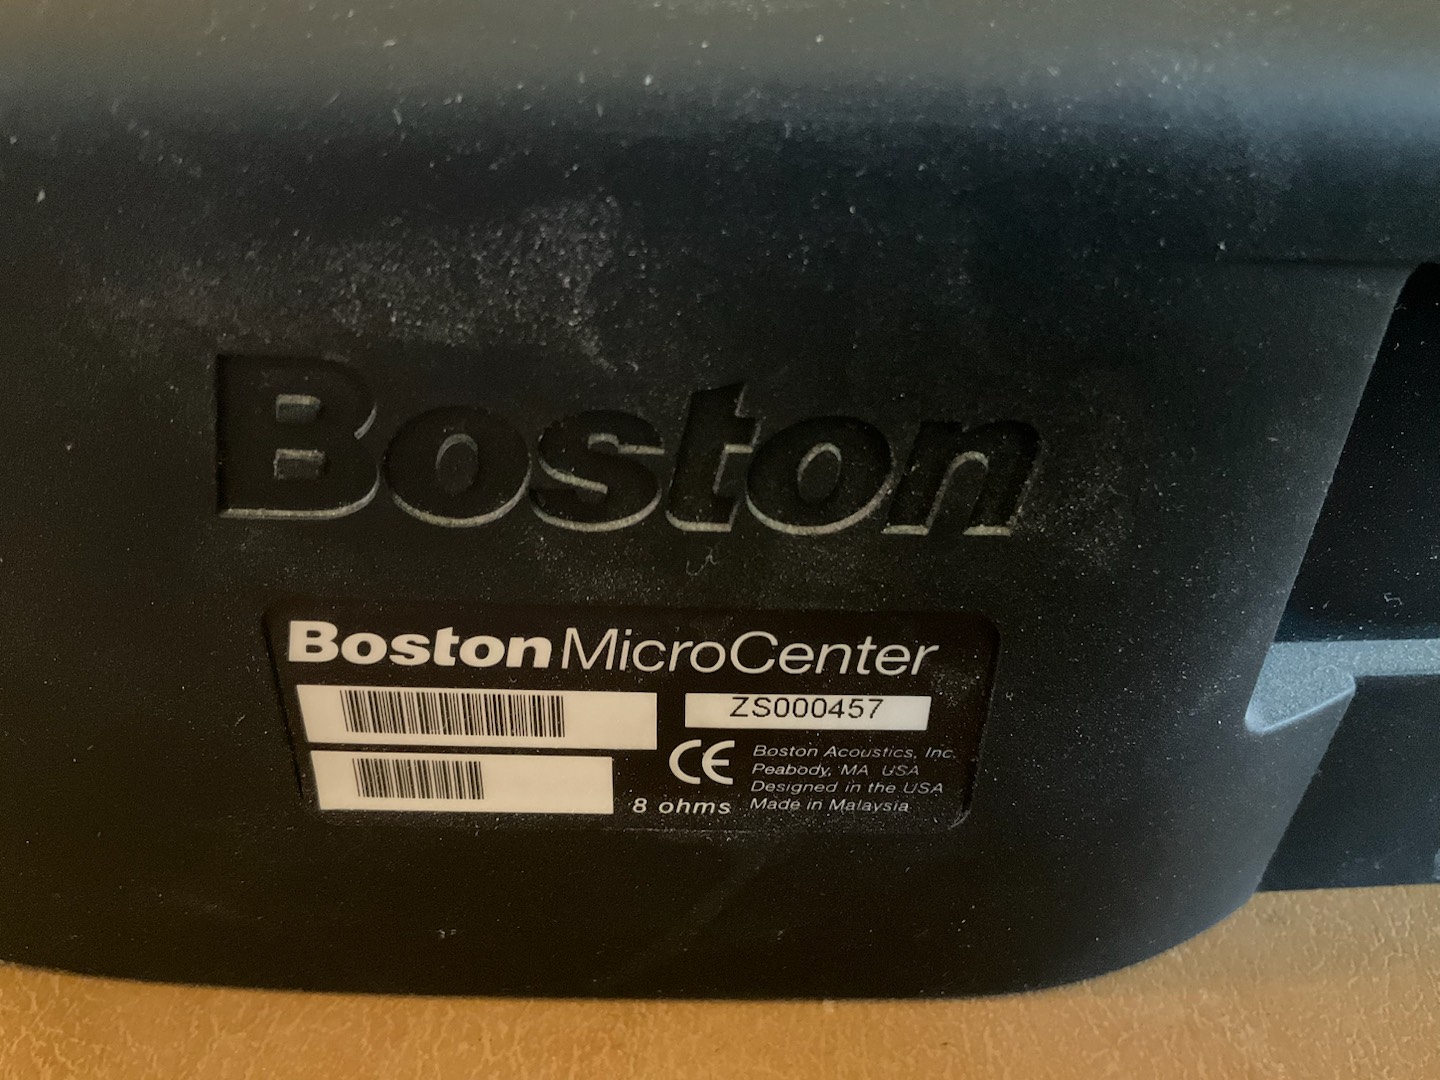 Boston
Boston MicroCenter
ZS000457
CE
Boston Acoustics, Inc.
Peabody, MA USA
Designed in the USA
8 ohms Made in Malaysia